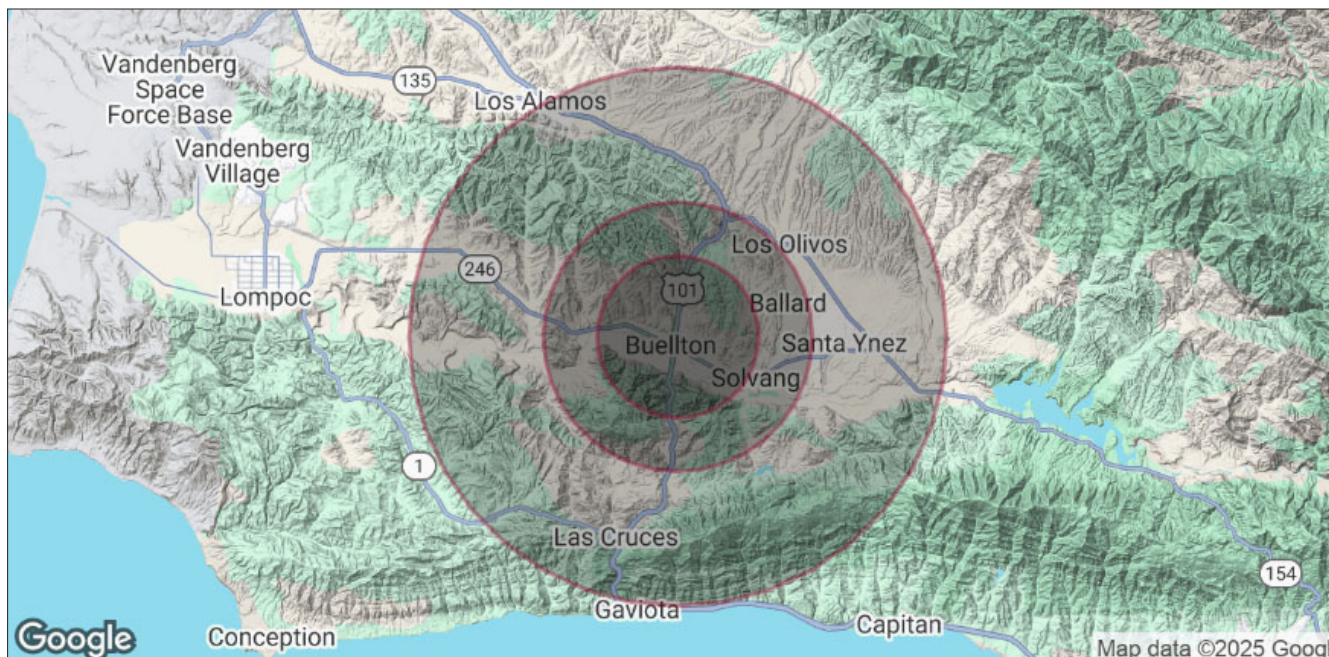 Vandenberg
Space
Force Base
135
Los Alamos
Vandenberg
Village
Los Olivos
246
101
Lompoc
Ballard
Buellton
Santa Ynez
Solvang
1
Las Cruces
154
Gaviota
Capitan
Conception
Google
Map data ©2025 Googl